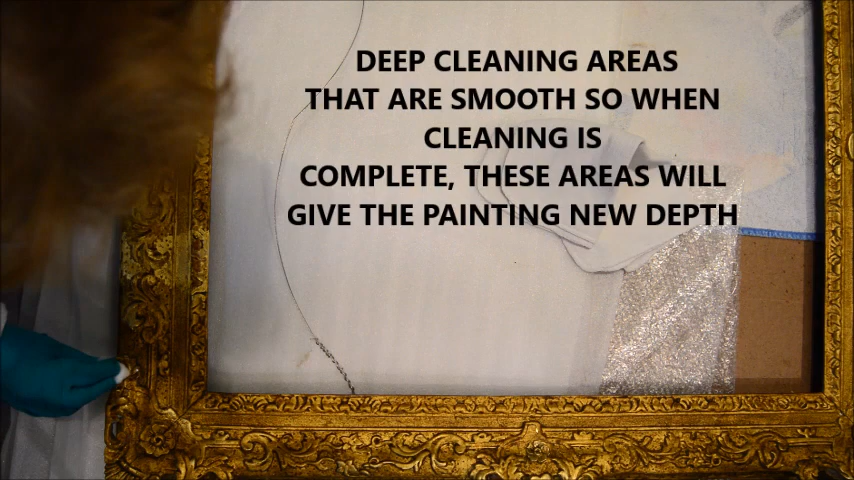 DEEP CLEANING AREAS
THAT ARE SMOOTH SO WHEN
CLEANING IS
COMPLETE, THESE AREAS WILL
GIVE THE PAINTING NEW DEPTH